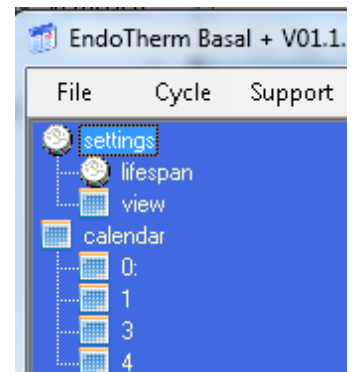 EndoTherm Basal + V01.1.
File Cycle Support
settings
lifespan
view
calendar
0:
1
3
4